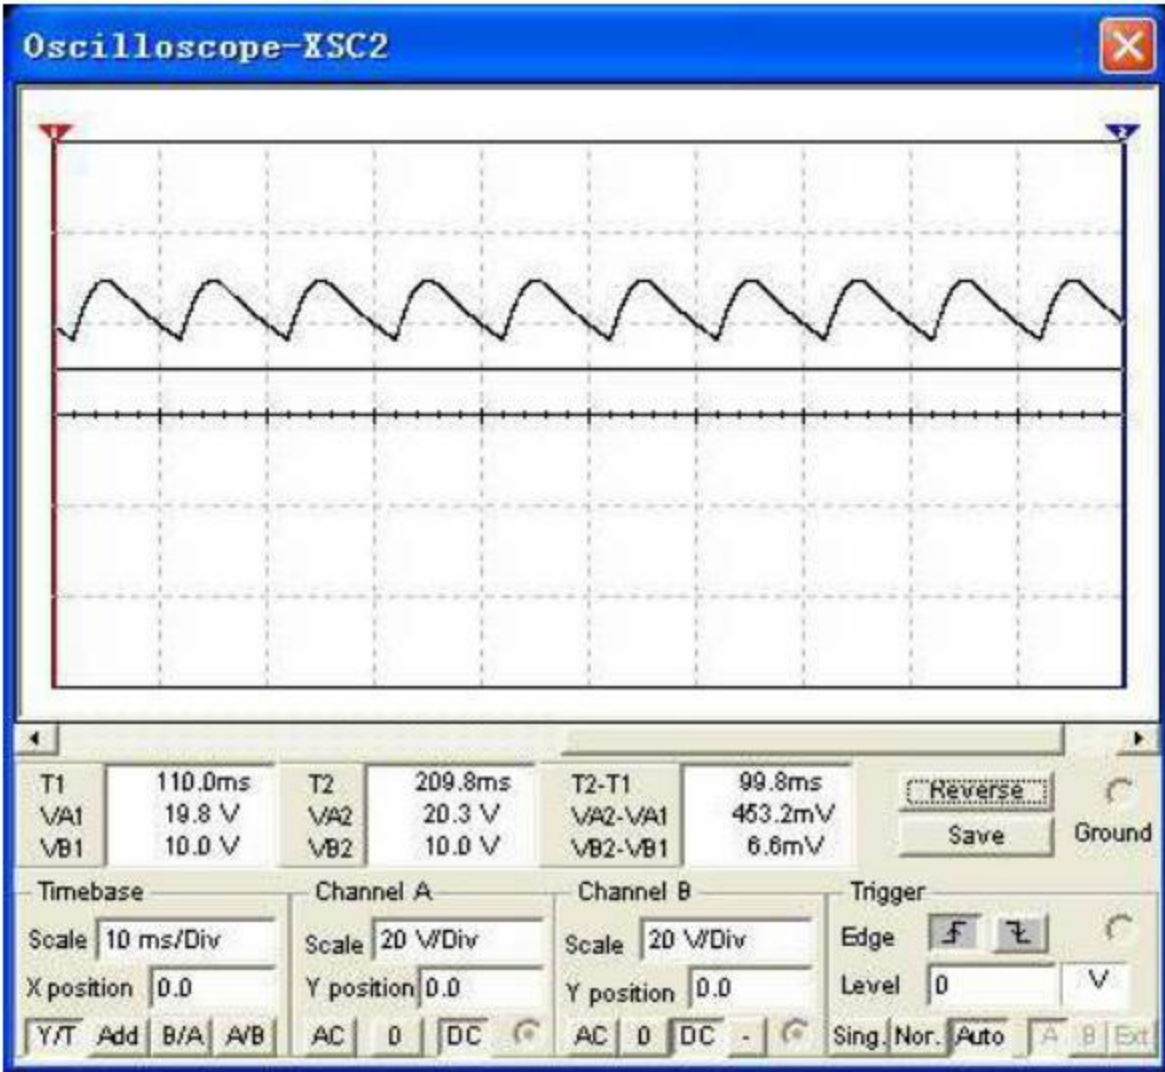 Oscilloscope-XSC2
1 2
T1 110.0ms T2 209.8ms T2-T1 99.8ms Reverse
VA1 19.8 V VA2 20.3 V VA2-VA1 453.2mV Save Ground
VB1 10.0 V VB2 10.0 V VB2-VB1 6.6mV
Timebase Channel A Channel B Trigger
Scale 10 ms/Div Scale 20 V/Div Scale 20 V/Div Edge
X position 0.0 Y position 0.0 Y position 0.0 Level 0 V
Y/T Add B/A A/B AC 0 DC AC 0 DC - Sing. Nor. Auto A B Ext